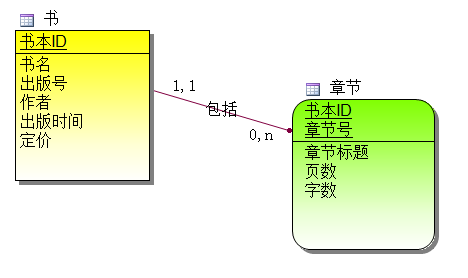 书
书本ID
书名
出版号
作者
出版时间
定价
1, 1
包括
0, n
章节
书本ID
章节号
章节标题
页数
字数